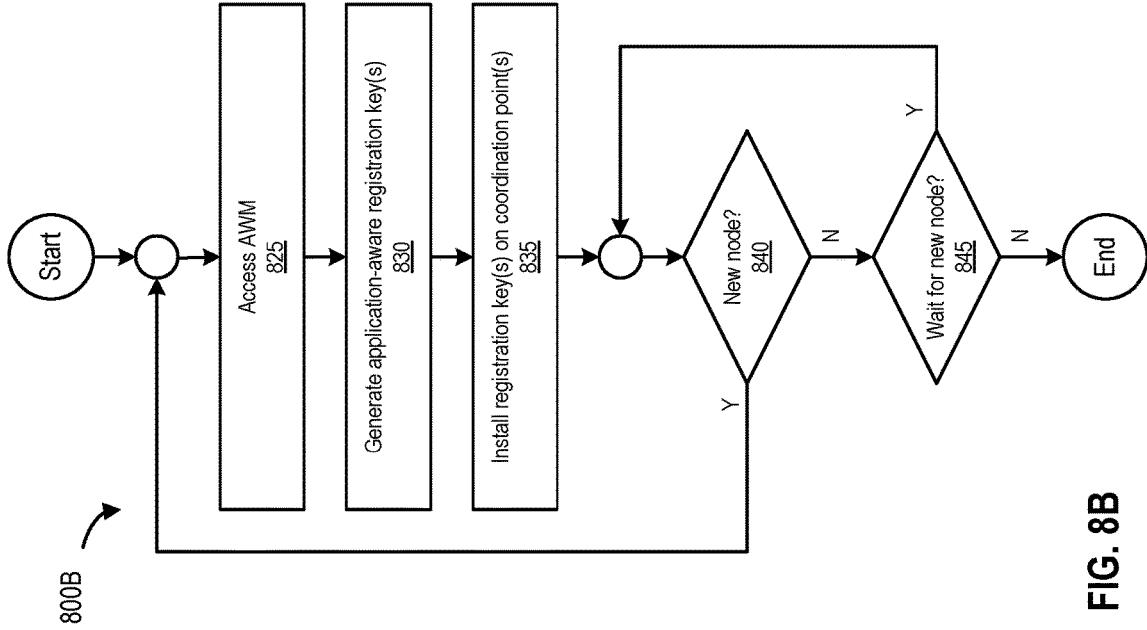 800B
Start
Access AWM
825
Generate application-aware registration key(s)
830
Install registration key(s) on coordination point(s)
835
New node?
840
Y
N
Wait for new node?
845
Y
N
End
FIG. 8B